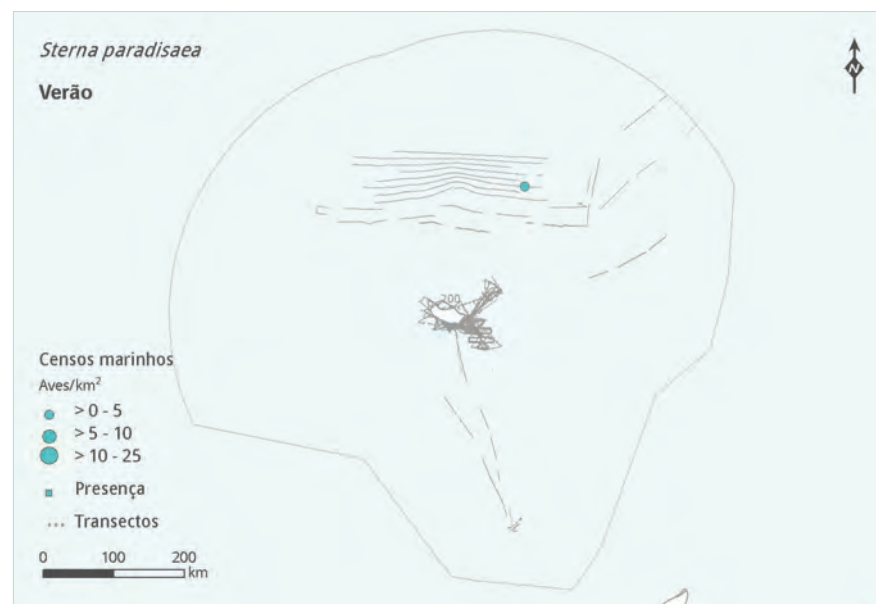 Sterna paradisaea
Verão
N
200
Censos marinhos
Aves/km²
> 0 - 5
> 5 - 10
> 10 - 25
Presença
Transectos
0 100 200
km